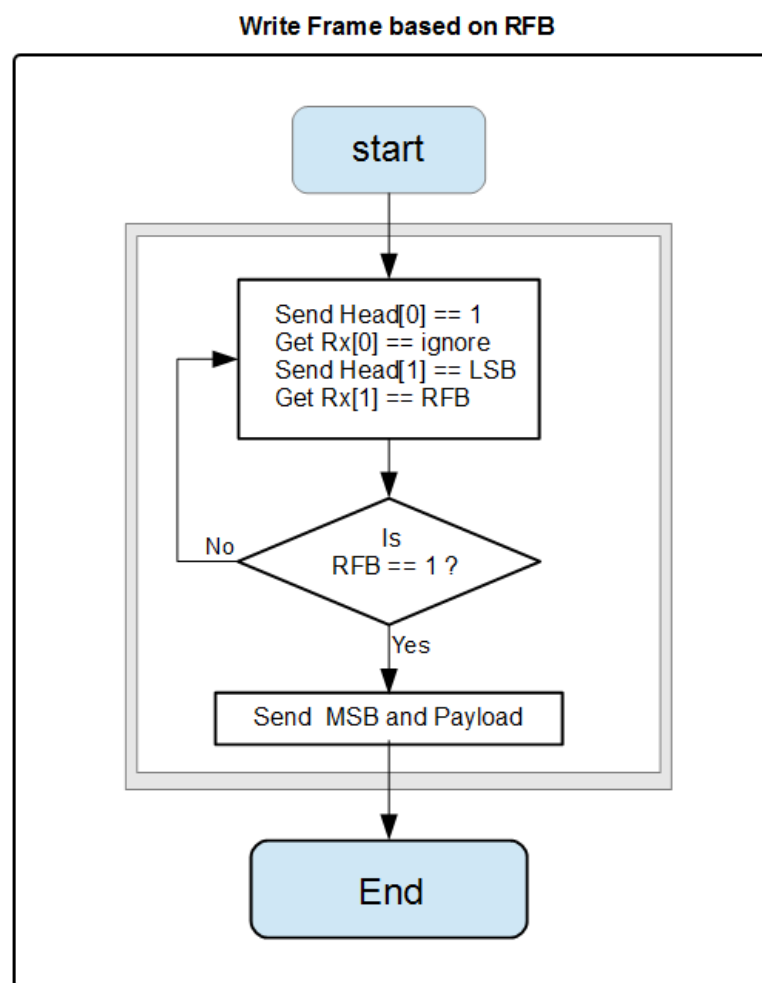 Write Frame based on RFB
start
Send Head[0] == 1
Get Rx[0] == ignore
Send Head[1] == LSB
Get Rx[1] == RFB
Is
RFB == 1 ?
No
Yes
Send  MSB and Payload
End